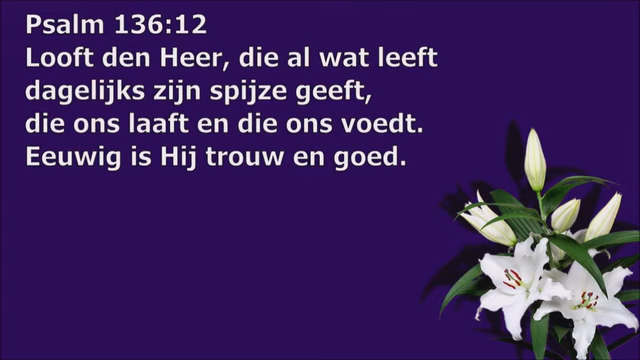 Psalm 136:12
Looft den Heer, die al wat leeft
dagelijks zijn spijze geeft,
die ons laaft en die ons voedt.
Eeuwig is Hij trouw en goed.